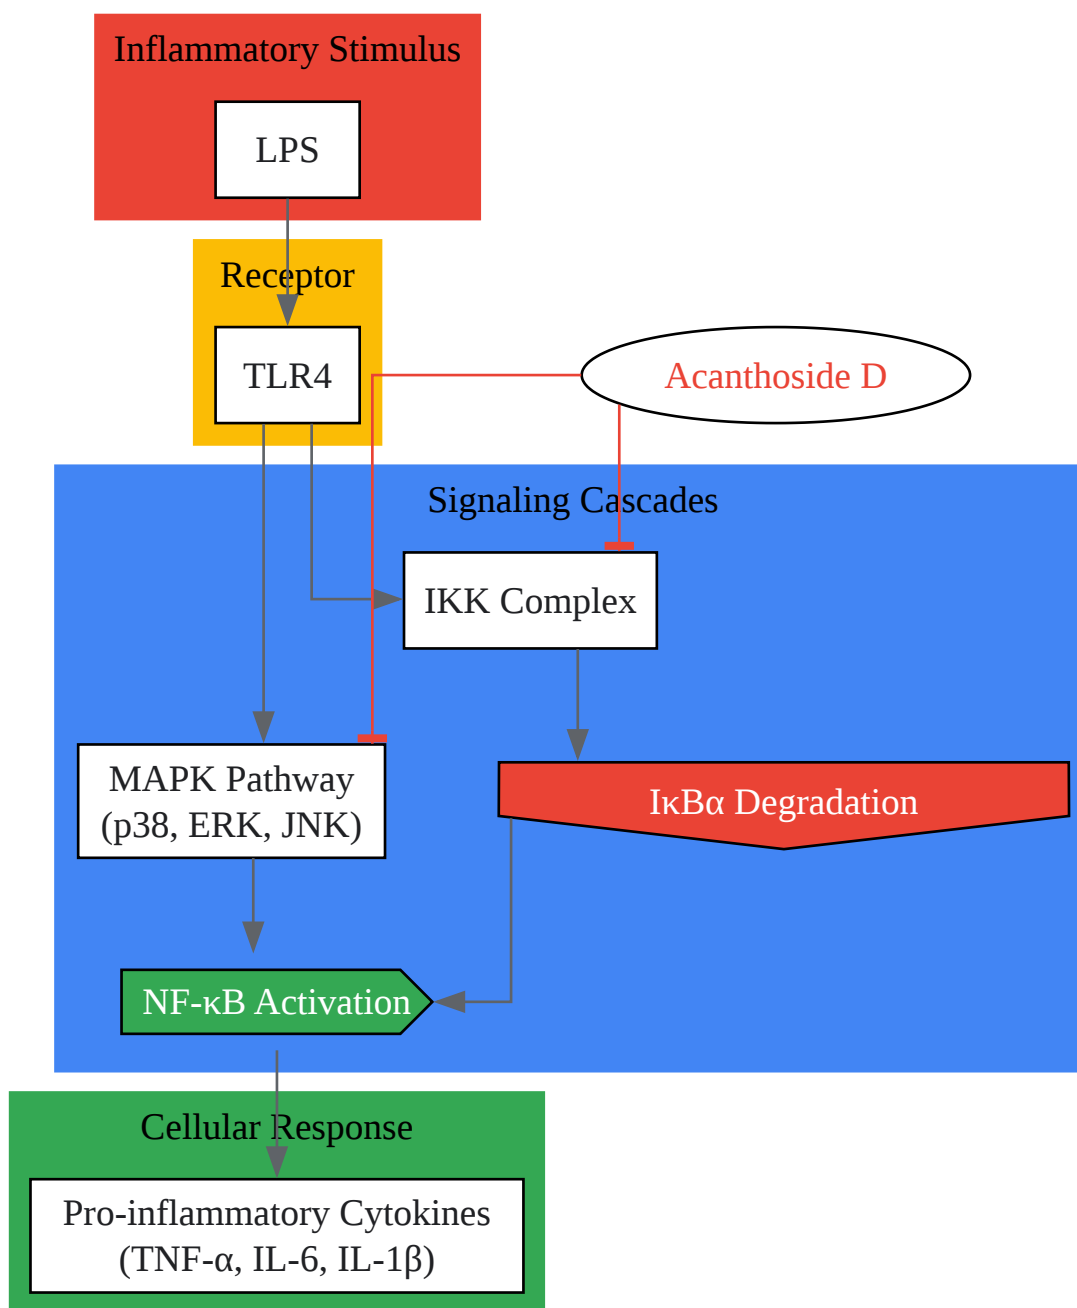 Inflammatory Stimulus
LPS
Receptor
TLR4
Acanthoside D
Signaling Cascades
IKK Complex
MAPK Pathway
(p38, ERK, JNK)
IκBα Degradation
NF-κB Activation
Cellular Response
Pro-inflammatory Cytokines
(TNF-α, IL-6, IL-1β)